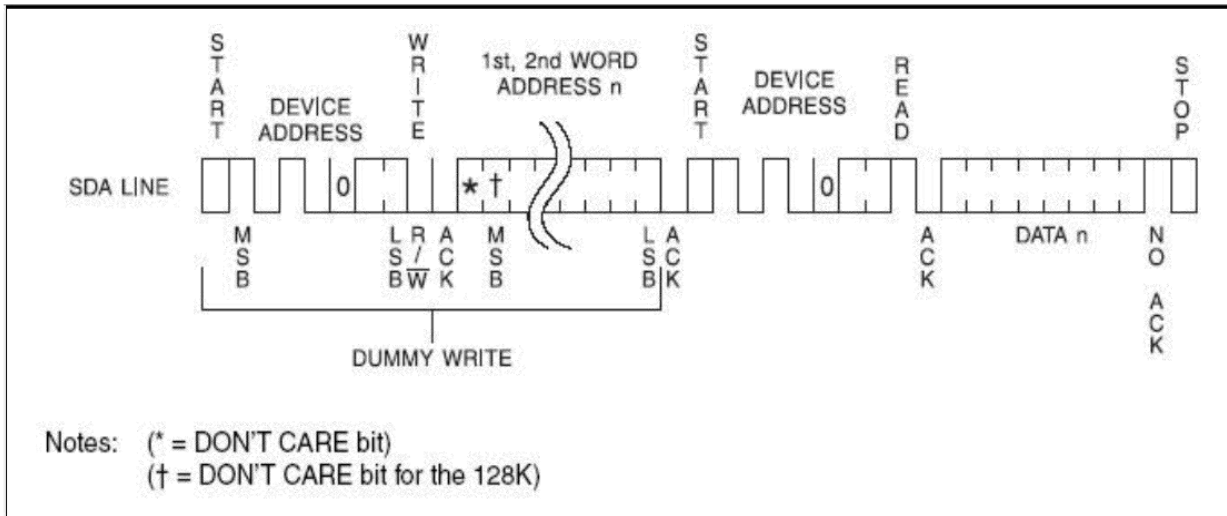 START
WRITE
1st, 2nd WORD
ADDRESS n
START
DEVICE
ADDRESS
READ
STOP
DEVICE
ADDRESS
SDA LINE
0
* †
0
MSB
LSB
R/W
ACK
MSB
LSB
ACK
ACK
DATA n
NO ACK
DUMMY WRITE
Notes: (* = DON'T CARE bit)
(† = DON'T CARE bit for the 128K)